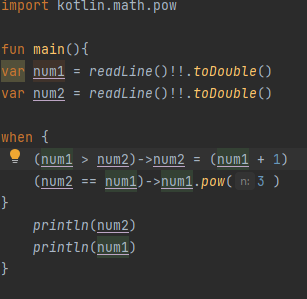 import kotlin.math.pow
fun main(){
var num1 = readLine()!!.toDouble()
var num2 = readLine()!!.toDouble()
when {
(num1 > num2)->num2 = (num1 + 1)
(num2 == num1)->num1.pow( n: 3 )
}
println(num2)
println(num1)
}